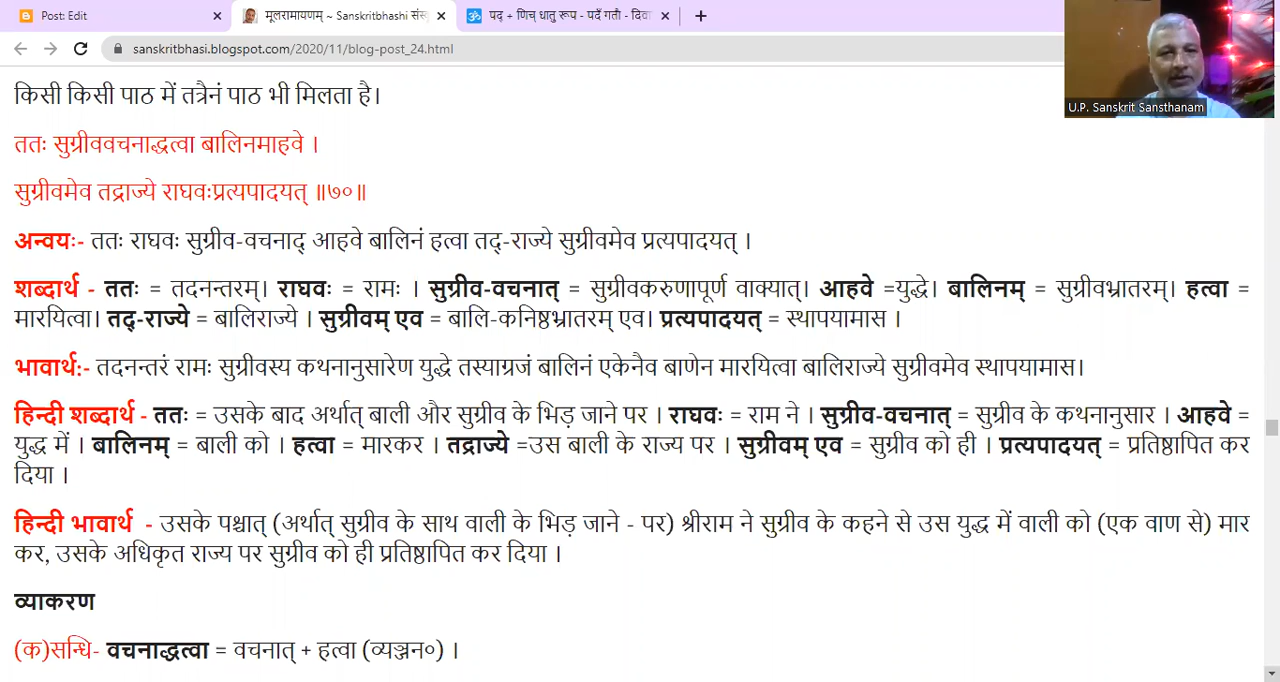 Post: Edit
मूलरामायणम् ~ Sanskritbhashi संस्
पद् + णिच् धातु रूप - पदँ गतौ - दिवा
sanskritbhasi.blogspot.com/2020/11/blog-post_24.html
U.P. Sanskrit Sansthanam
किसी किसी पाठ में तत्रैनं पाठ भी मिलता है।
ततः सुग्रीववचनाद्धत्वा बालिनमाहवे ।
सुग्रीवमेव तद्राज्ये राघवःप्रत्यपादयत् ॥७०॥
अन्वयः- ततः राघवः सुग्रीव-वचनाद् आहवे बालिनं हत्वा तद्-राज्ये सुग्रीवमेव प्रत्यपादयत् ।
शब्दार्थ - ततः = तदनन्तरम्। राघवः = रामः । सुग्रीव-वचनात् = सुग्रीवकरुणापूर्ण वाक्यात्। आहवे =युद्धे। बालिनम् = सुग्रीवभ्रातरम्। हत्वा =
मारयित्वा। तद्-राज्ये = बालिराज्ये । सुग्रीवम् एव = बालि-कनिष्ठभ्रातरम् एव। प्रत्यपादयत् = स्थापयामास ।
भावार्थ:- तदनन्तरं रामः सुग्रीवस्य कथनानुसारेण युद्धे तस्याग्रजं बालिनं एकेनैव बाणेन मारयित्वा बालिराज्ये सुग्रीवमेव स्थापयामास।
हिन्दी शब्दार्थ - ततः = उसके बाद अर्थात् बाली और सुग्रीव के भिड़ जाने पर । राघवः = राम ने । सुग्रीव-वचनात् = सुग्रीव के कथनानुसार । आहवे =
युद्ध में । बालिनम् = बाली को । हत्वा = मारकर । तद्राज्ये =उस बाली के राज्य पर । सुग्रीवम् एव = सुग्रीव को ही । प्रत्यपादयत् = प्रतिष्ठापित कर
दिया ।
हिन्दी भावार्थ - उसके पश्चात् (अर्थात् सुग्रीव के साथ वाली के भिड़ जाने - पर) श्रीराम ने सुग्रीव के कहने से उस युद्ध में वाली को (एक वाण से) मार
कर, उसके अधिकृत राज्य पर सुग्रीव को ही प्रतिष्ठापित कर दिया ।
व्याकरण
(क)सन्धि- वचनाद्धत्वा = वचनात् + हत्वा (व्यञ्जन०) ।